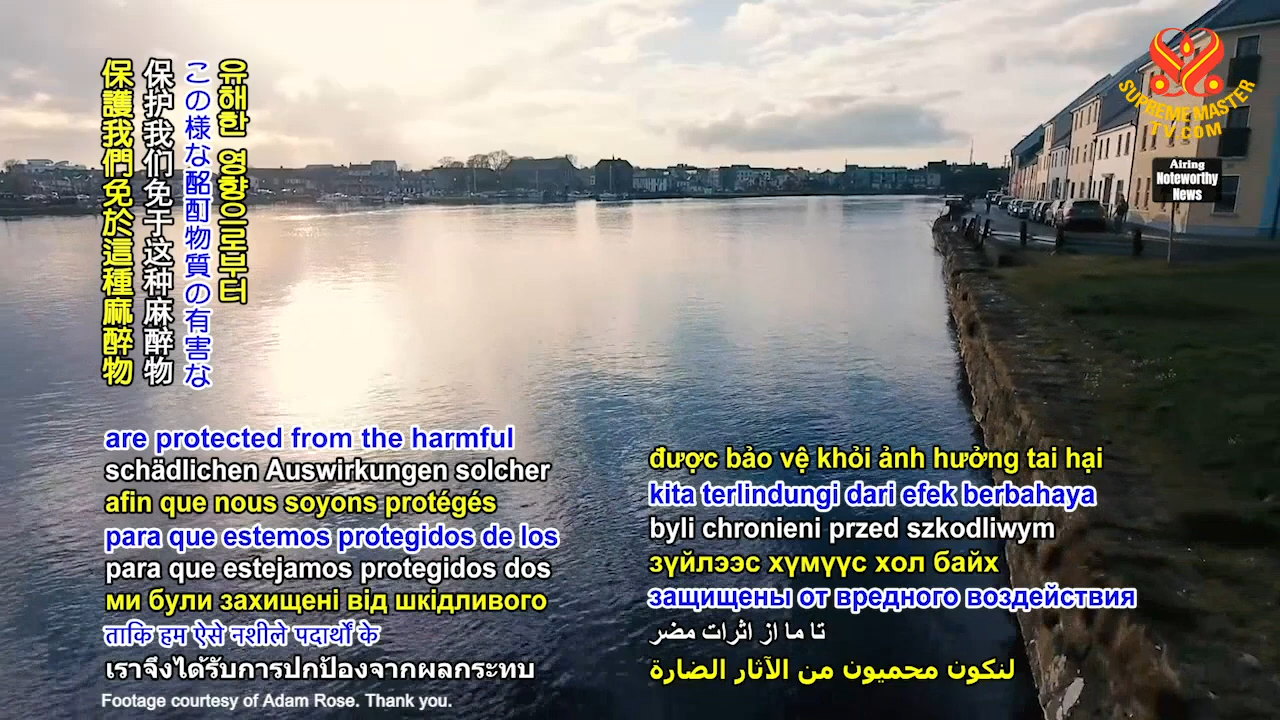 保護我們免於這種麻醉物
保护我们免于这种麻醉物
この様な酩酊物質の有害な
유해한 영향으로부터
SUPREME MASTER
TV.COM
Airing
Noteworthy
News
are protected from the harmful
schädlichen Auswirkungen solcher
afin que nous soyons protégés
para que estemos protegidos de los
para que estejamos protegidos dos
ми були захищені від шкідливого
ताकि हम ऐसे नशीले पदार्थों के
เราจึงได้รับการปกป้องจากผลกระทบ
được bảo vệ khỏi ảnh hưởng tai hại
kita terlindungi dari efek berbahaya
byli chronieni przed szkodliwym
зүйлээс хүмүүс хол байх
защищены от вредного воздействия
تا ما از اثرات مضر
لنكون محميون من الآثار الضارة
Footage courtesy of Adam Rose. Thank you.